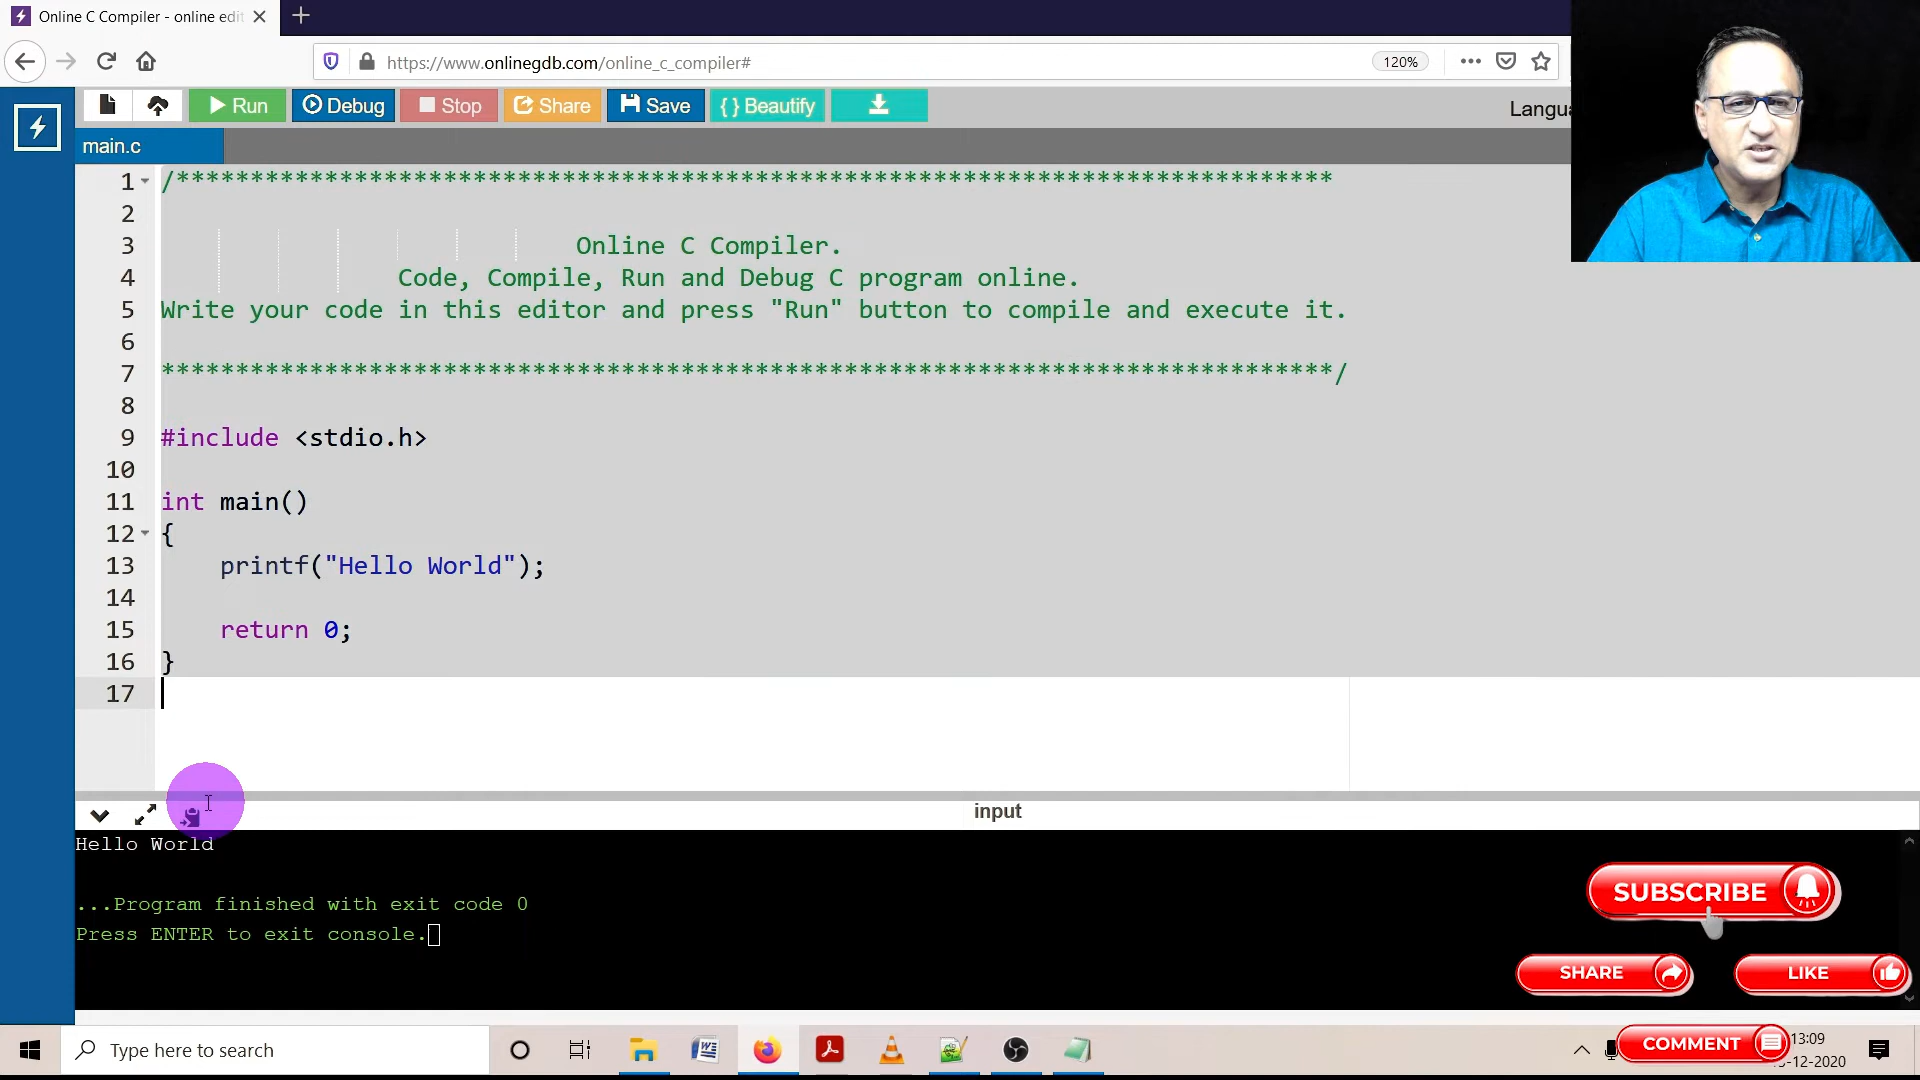 Online C Compiler - online edit
https://www.onlinegdb.com/online_c_compiler#
120%
Run
Debug
Stop
Share
Save
{ } Beautify
Langua
main.c
1 /******************************************************************************
2
3 Online C Compiler.
4 Code, Compile, Run and Debug C program online.
5 Write your code in this editor and press "Run" button to compile and execute it.
6
7 *******************************************************************************/
8
9 #include <stdio.h>
10
11 int main()
12 {
13 printf("Hello World");
14
15 return 0;
16 }
17
input
Hello World
...Program finished with exit code 0
Press ENTER to exit console.
SUBSCRIBE
SHARE
LIKE
Type here to search
COMMENT
13:09
-12-2020